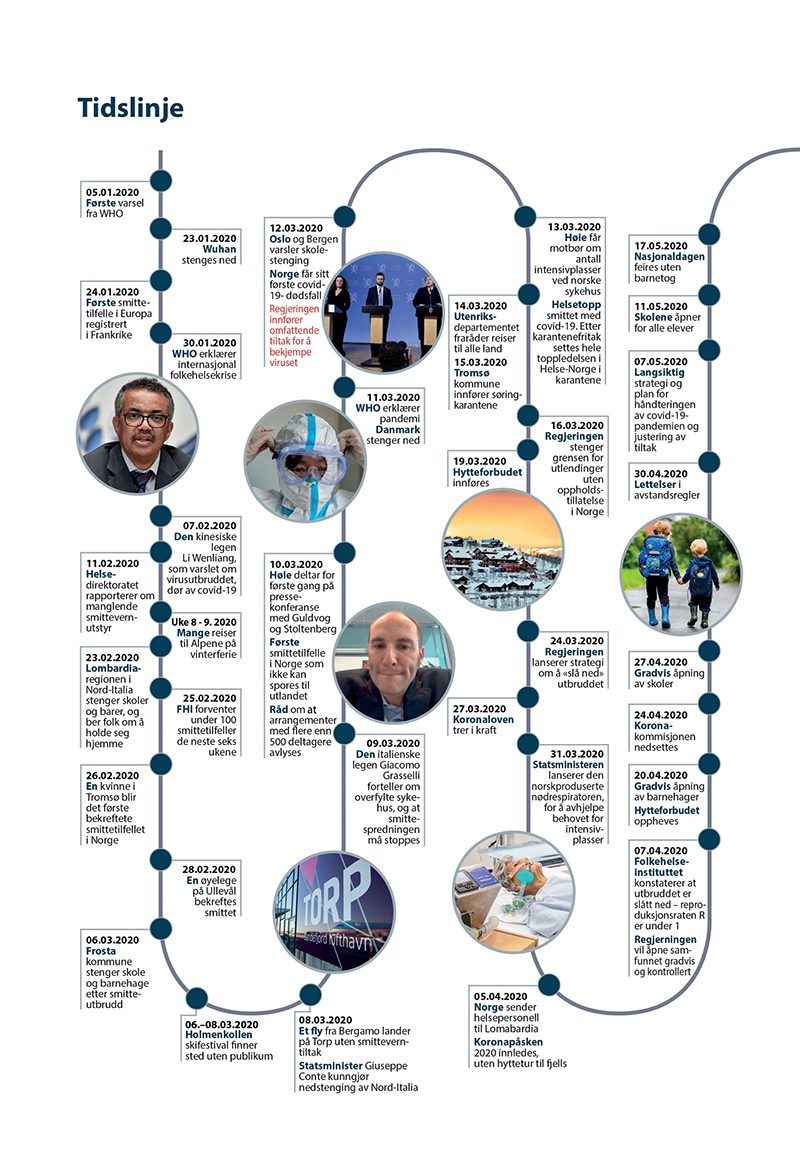 Tidslinje
05.01.2020
Første varsel
fra WHO
23.01.2020
Wuhan
stenges ned
24.01.2020
Første smitte-
tilfelle i Europa
registrert
i Frankrike
30.01.2020
WHO erklærer
internasjonal
folkehelsekrise
07.02.2020
Den kinesiske
legen
Li Wenliang,
som varslet om
virusutbruddet,
dør av covid-19
11.02.2020
Helse-
direktoratet
rapporterer om
manglende
smittevern-
utstyr
Uke 8 - 9. 2020
Mange reiser
til Alpene på
vinterferie
23.02.2020
Lombardia-
regionen i
Nord-Italia
stenger skoler
og barer, og
ber folk om å
holde seg
hjemme
25.02.2020
FHI forventer
under 100
smittetilfeller
de neste seks
ukene
26.02.2020
En kvinne i
Tromsø blir
det første
bekreftete
smittetilfellet
i Norge
28.02.2020
En øyelege
på Ullevål
bekreftes
smittet
06.03.2020
Frosta
kommune
stenger skole
og barnehage
etter smitte-
utbrudd
06.–08.03.2020
Holmenkollen
skifestival finner
sted uten publikum
08.03.2020
Et fly fra Bergamo lander
på Torp uten smittevern-
tiltak
Statsminister Giuseppe
Conte kunngjør
nedstenging av Nord-Italia
TORP
Sandefjord lufthavn
09.03.2020
Den italienske
legen Giacomo
Grasselli
forteller om
overfylte syke-
hus, og at
smitte-
spredningen
må stoppes
10.03.2020
Høie deltar for
første gang på
presse-
konferanse
med Guldvog
og Stoltenberg
Første
smittetilfelle
i Norge som
ikke kan
spores til
utlandet
Råd om at
arrangementer
med flere enn
500 deltagere
avlyses
11.03.2020
WHO erklærer
pandemi
Danmark
stenger ned
12.03.2020
Oslo og Bergen
varsler skole-
stenging
Norge får sitt
første covid-
19- dødsfall
Regjeringen
innfører
omfattende
tiltak for å
bekjempe
viruset
13.03.2020
Høie får
motbør om
antall
intensivplasser
ved norske
sykehus
Helsetopp
smittet med
covid-19. Etter
karantenefritak
settes hele
toppledelsen i
Helse-Norge i
karantene
14.03.2020
Utenriks-
departementet
fraråder reiser
til alle land
15.03.2020
Tromsø
kommune
innfører søring-
karantene
16.03.2020
Regjeringen
stenger
grensen for
utlendinger
uten
oppholds-
tillatelse
i Norge
19.03.2020
Hytteforbudet
innføres
24.03.2020
Regjeringen
lanserer strategi
om å «slå ned»
utbruddet
27.03.2020
Koronaloven
trer i kraft
31.03.2020
Statsministeren
lanserer den
norskproduserte
nødrespiratoren,
for å avhjelpe
behovet for
intensiv-
plasser
05.04.2020
Norge sender
helsepersonell
til Lomabardia
Koronapåsken
2020 innledes,
uten hyttetur til fjells
07.04.2020
Folkehelse-
instituttet
konstaterer at
utbruddet er
slått ned – repro-
duksjonsraten R
er under 1
Regjerningen
vil åpne sam-
funnet gradvis
og kontrollert
20.04.2020
Gradvis åpning
av barnehager
Hytteforbudet
oppheves
24.04.2020
Korona-
kommisjonen
nedsettes
27.04.2020
Gradvis åpning
av skoler
30.04.2020
Lettelser i
avstandsregler
07.05.2020
Langsiktig
strategi og
plan for
håndteringen
av covid-19-
pandemien og
justering av
tiltak
11.05.2020
Skolene åpner
for alle elever
17.05.2020
Nasjonaldagen
feires uten
barnetog